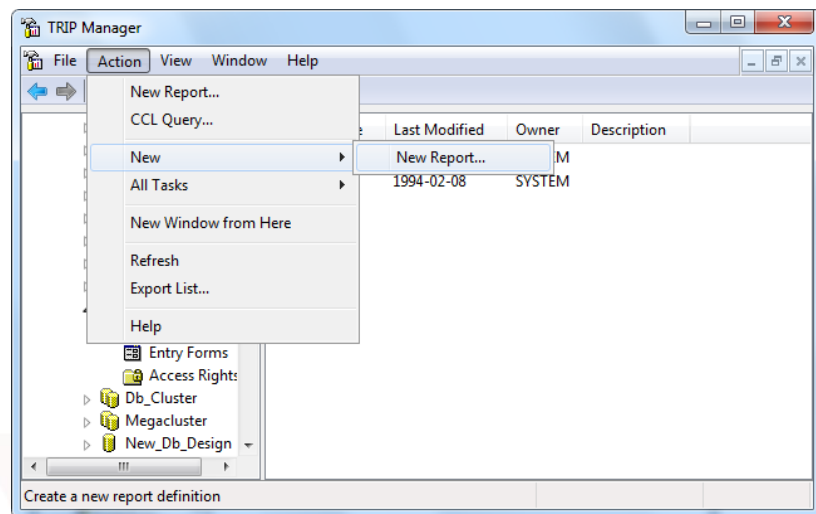 TRIP Manager
File Action View Window Help
New Report...
CCL Query...
Last Modified Owner Description
New New Report...
All Tasks 1994-02-08 SYSTEM
New Window from Here
Refresh
Export List...
Help
Entry Forms
Access Rights
Db_Cluster
Megacluster
New_Db_Design
Create a new report definition